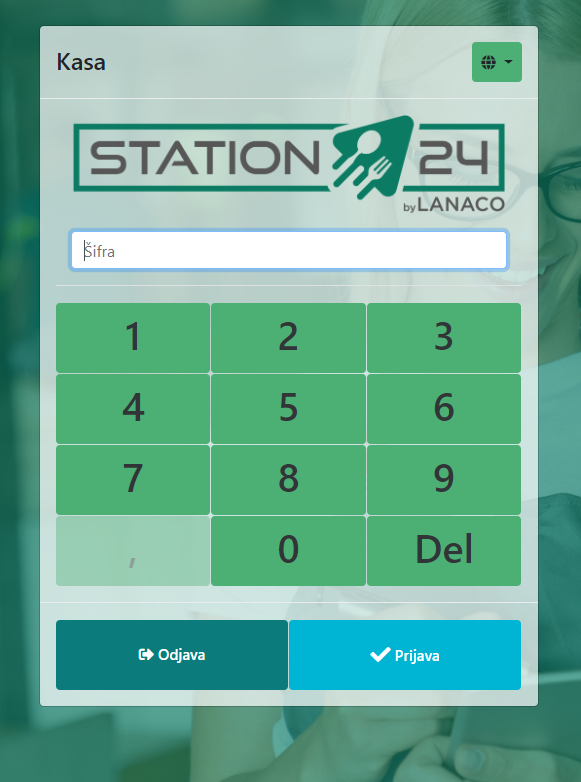 Kasa
STATION 24
by LANACO
Šifra
1 2 3
4 5 6
7 8 9
, 0 Del
Odjava Prijava